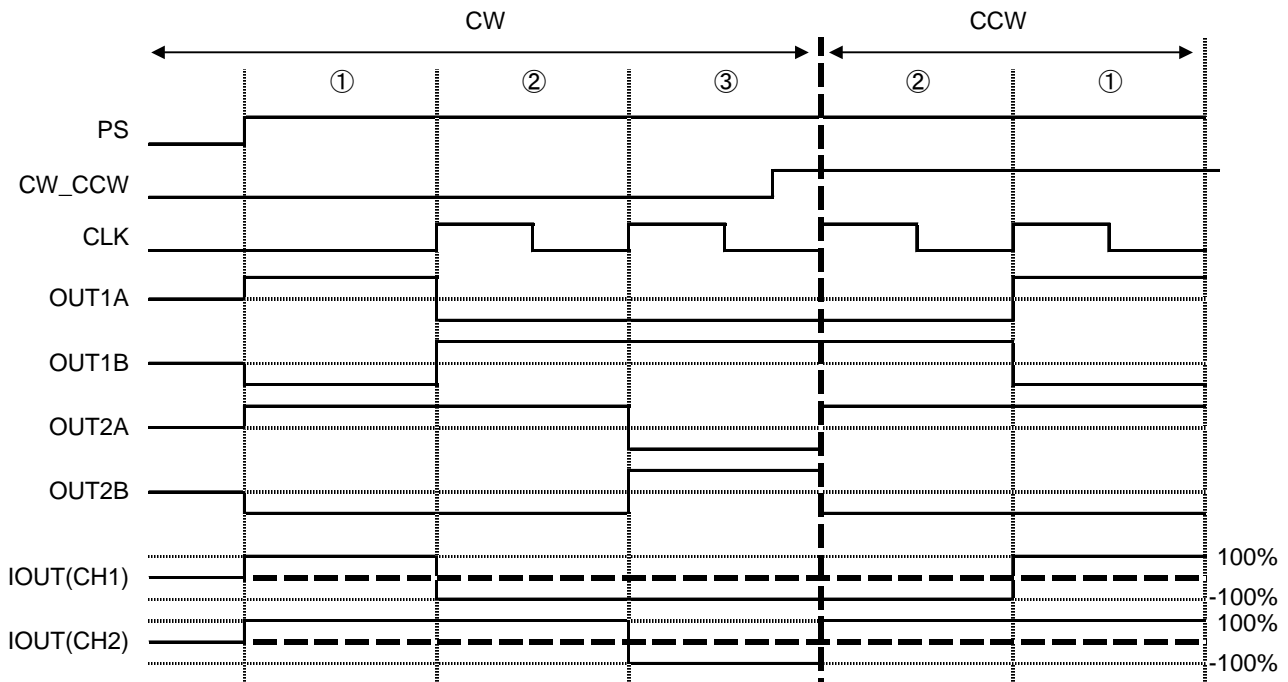 CW CCW
① ② ③ ② ①
PS
CW_CCW
CLK
OUT1A
OUT1B
OUT2A
OUT2B
IOUT(CH1)
100%
-100%
IOUT(CH2)
100%
-100%